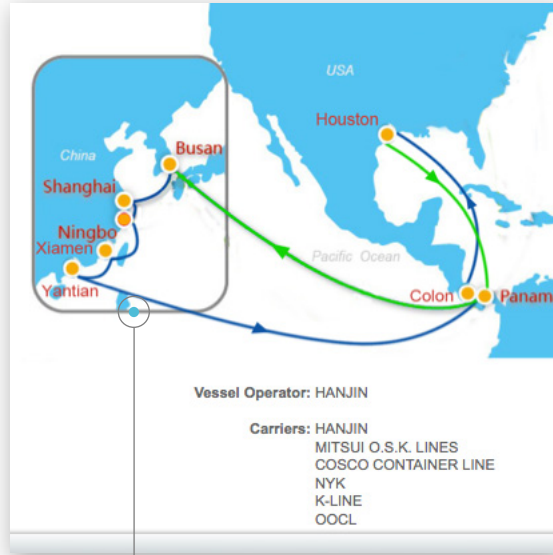 USA
Houston
Busan
China
Shanghai
Ningbo
Xiamen
Pacific Ocean
Yantian
Colon
Panam
Vessel Operator: HANJIN
Carriers: HANJIN
MITSUI O.S.K. LINES
COSCO CONTAINER LINE
NYK
K-LINE
OOCL